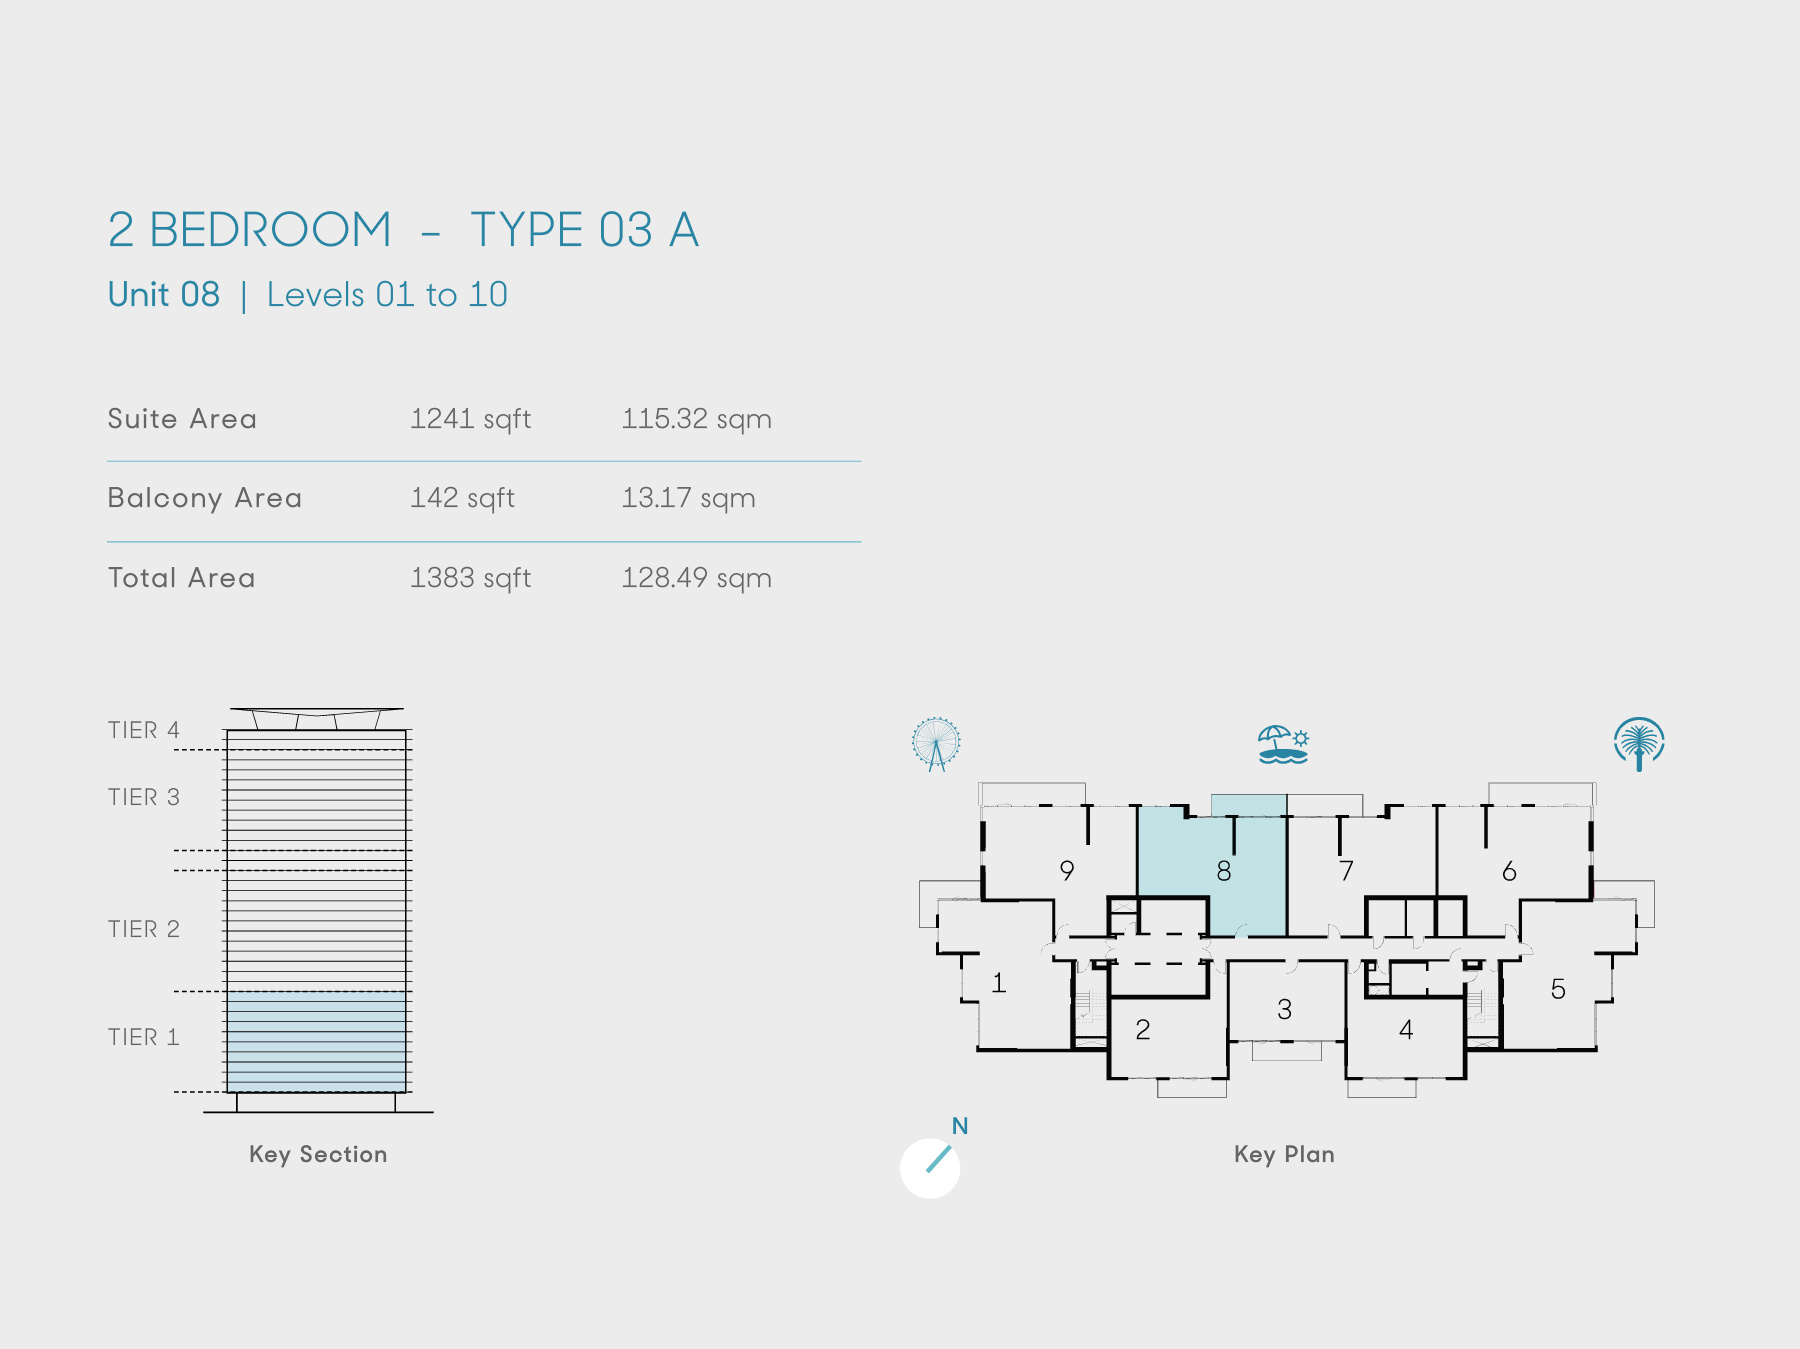 2 BEDROOM – TYPE 03 A
Unit 08 | Levels 01 to 10
Suite Area 1241 sqft 115.32 sqm
Balcony Area 142 sqft 13.17 sqm
Total Area 1383 sqft 128.49 sqm
TIER 4
TIER 3
TIER 2
TIER 1
Key Section
9 8 7 6
1 2 3 4 5
N
Key Plan